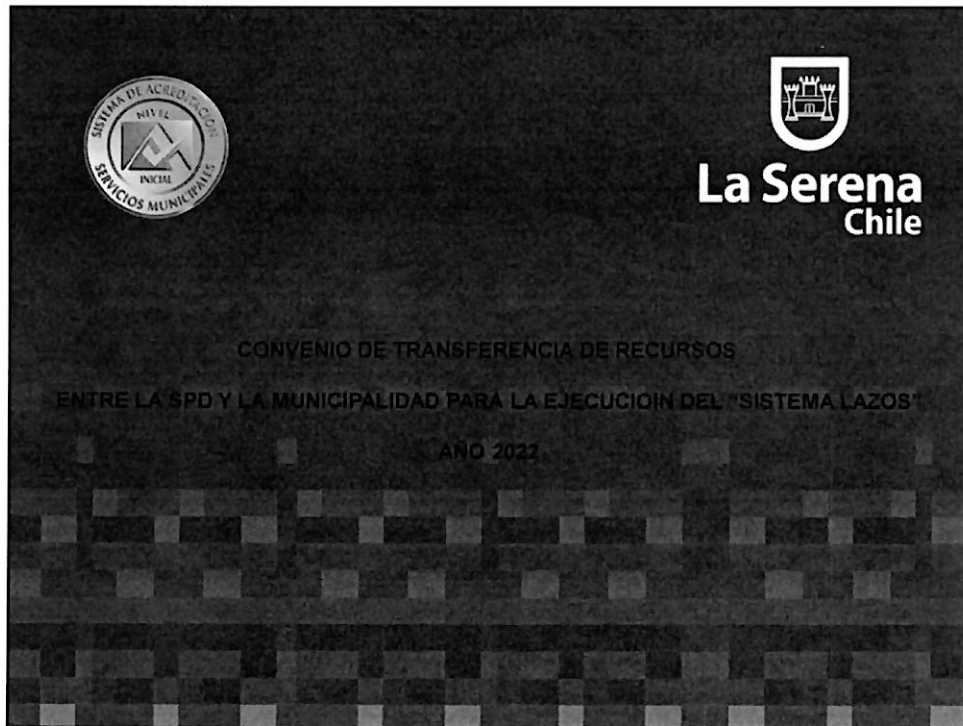 SISTEMA DE ACREDITACIÓN
NIVEL
INICIAL
SERVICIOS MUNICIPALES
La Serena
Chile
CONVENIO DE TRANSFERENCIA DE RECURSOS
ENTRE LA SPD Y LA MUNICIPALIDAD PARA LA EJECUCIOIN DEL "SISTEMA LAZOS"
AÑO 2022